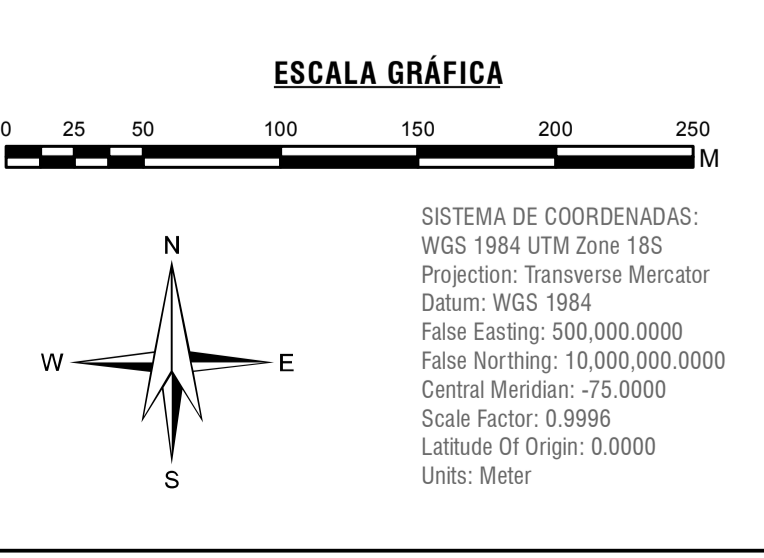 ESCALA GRÁFICA
0 25 50 100 150 200 250
M
SISTEMA DE COORDENADAS:
WGS 1984 UTM Zone 18S
Projection: Transverse Mercator
Datum: WGS 1984
False Easting: 500,000.0000
False Northing: 10,000,000.0000
Central Meridian: -75.0000
Scale Factor: 0.9996
Latitude Of Origin: 0.0000
Units: Meter
N
W E
S